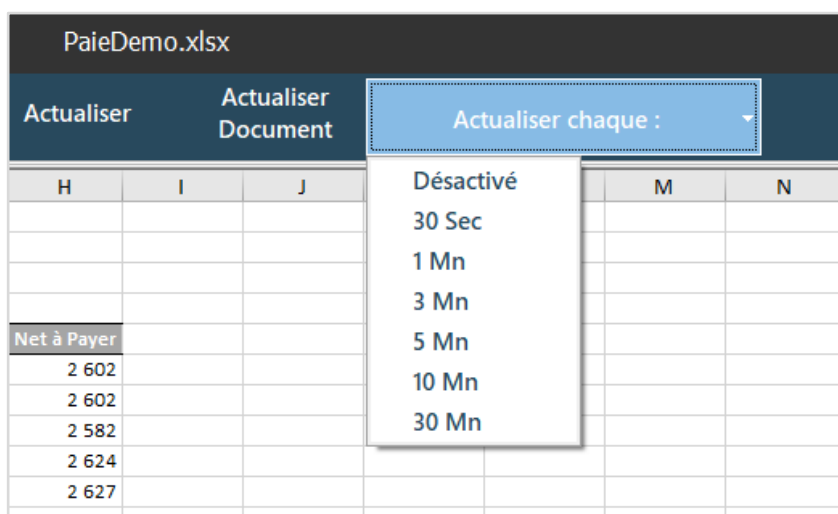 PaieDemo.xlsx
Actualiser
Actualiser
Document
Actualiser chaque :
H I J M N
Désactivé
30 Sec
1 Mn
3 Mn
5 Mn
10 Mn
30 Mn
Net à Payer
2 602
2 602
2 582
2 624
2 627